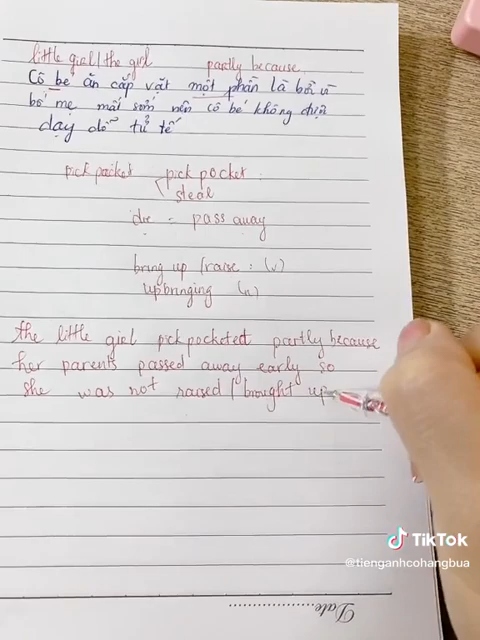 little girl / the girl partly because
Cô bé ăn cắp vặt một phần là bởi vì
bố mẹ mất sớm nên cô bé không được
dạy dỗ tử tế
pick packet pick pocket
steal
die = pass away
bring up / raise : (v)
upbringing (n)
the little girl pickpocketed partly because
her parents passed away early so
she was not raised / brought up
TikTok
@tienganhcohangbua
Date